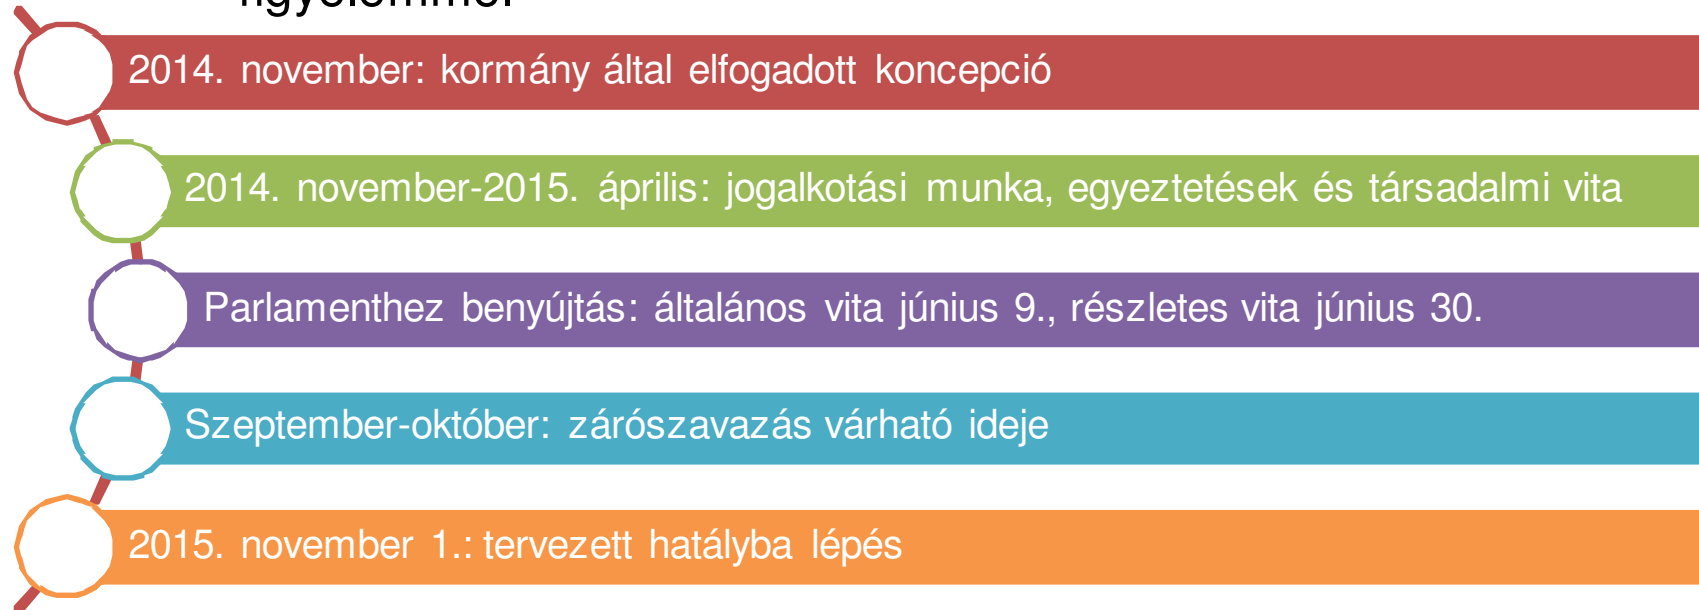 2014. november: kormány által elfogadott koncepció
2014. november-2015. április: jogalkotási munka, egyeztetések és társadalmi vita
Parlamenthez benyújtás: általános vita június 9., részletes vita június 30.
Szeptember-október: zárószavazás várható ideje
2015. november 1.: tervezett hatályba lépés